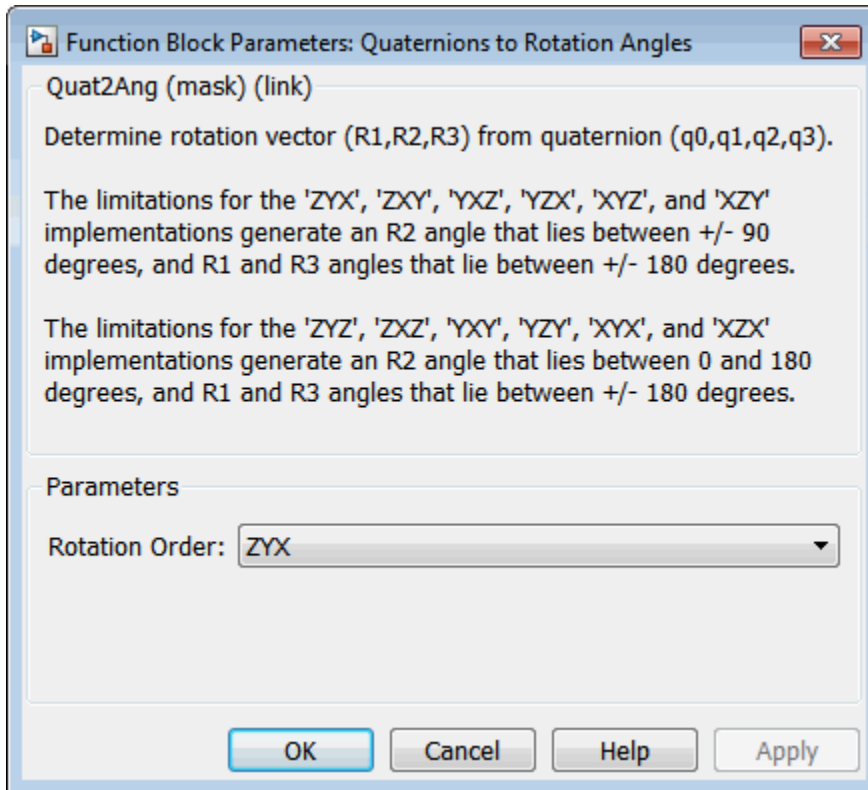 Function Block Parameters: Quaternions to Rotation Angles
Quat2Ang (mask) (link)
Determine rotation vector (R1,R2,R3) from quaternion (q0,q1,q2,q3).
The limitations for the 'ZYX', 'ZXY', 'YXZ', 'YZX', 'XYZ', and 'XZY'
implementations generate an R2 angle that lies between +/- 90
degrees, and R1 and R3 angles that lie between +/- 180 degrees.
The limitations for the 'ZYZ', 'ZXZ', 'YXY', 'YZY', 'XYX', and 'XZX'
implementations generate an R2 angle that lies between 0 and 180
degrees, and R1 and R3 angles that lie between +/- 180 degrees.
Parameters
Rotation Order: ZYX
OK Cancel Help Apply